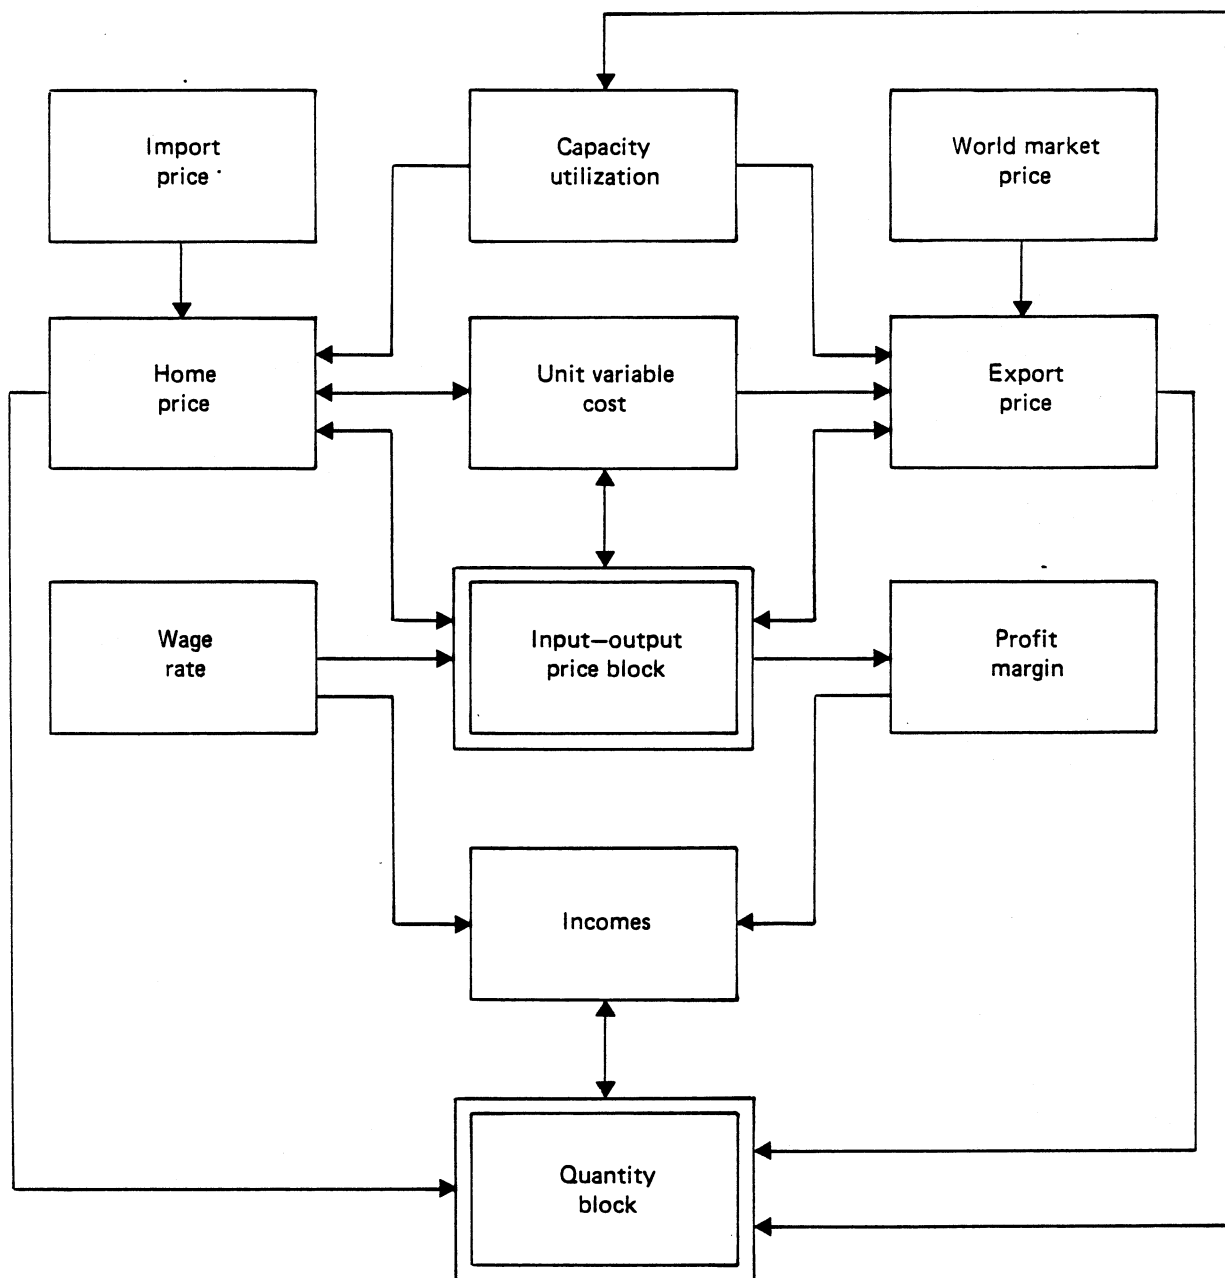 Import
price
Capacity
utilization
World market
price
Home
price
Unit variable
cost
Export
price
Wage
rate
Input–output
price block
Profit
margin
Incomes
Quantity
block